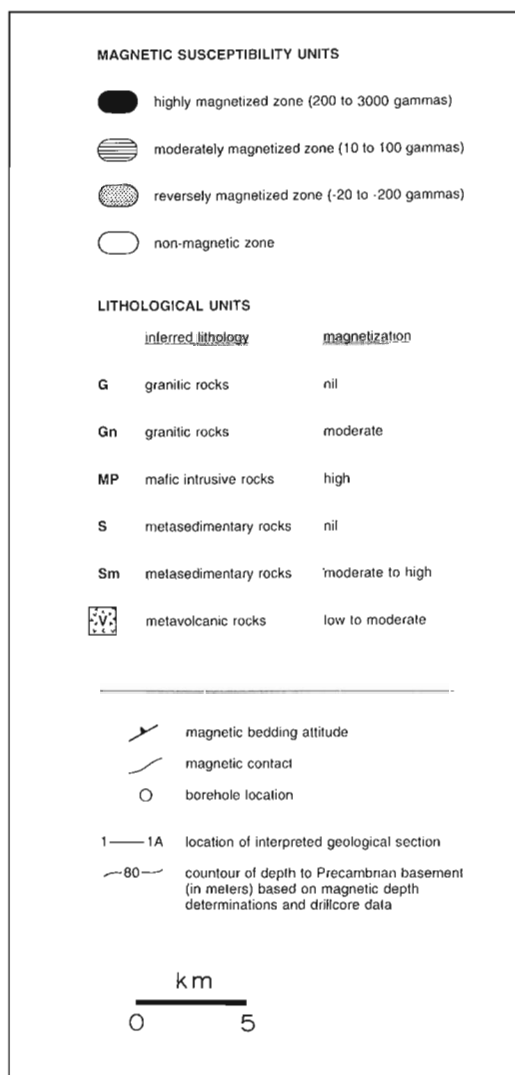 MAGNETIC SUSCEPTIBILITY UNITS
highly magnetized zone (200 to 3000 gammas)
moderately magnetized zone (10 to 100 gammas)
reversely magnetized zone (-20 to -200 gammas)
non-magnetic zone
LITHOLOGICAL UNITS
inferred lithology magnetization
G granitic rocks nil
Gn granitic rocks moderate
MP mafic intrusive rocks high
S metasedimentary rocks nil
Sm metasedimentary rocks moderate to high
V metavolcanic rocks low to moderate
magnetic bedding attitude
magnetic contact
borehole location
1 — 1A location of interpreted geological section
80 countour of depth to Precambrian basement
(in meters) based on magnetic depth
determinations and drillcore data
km
0 5